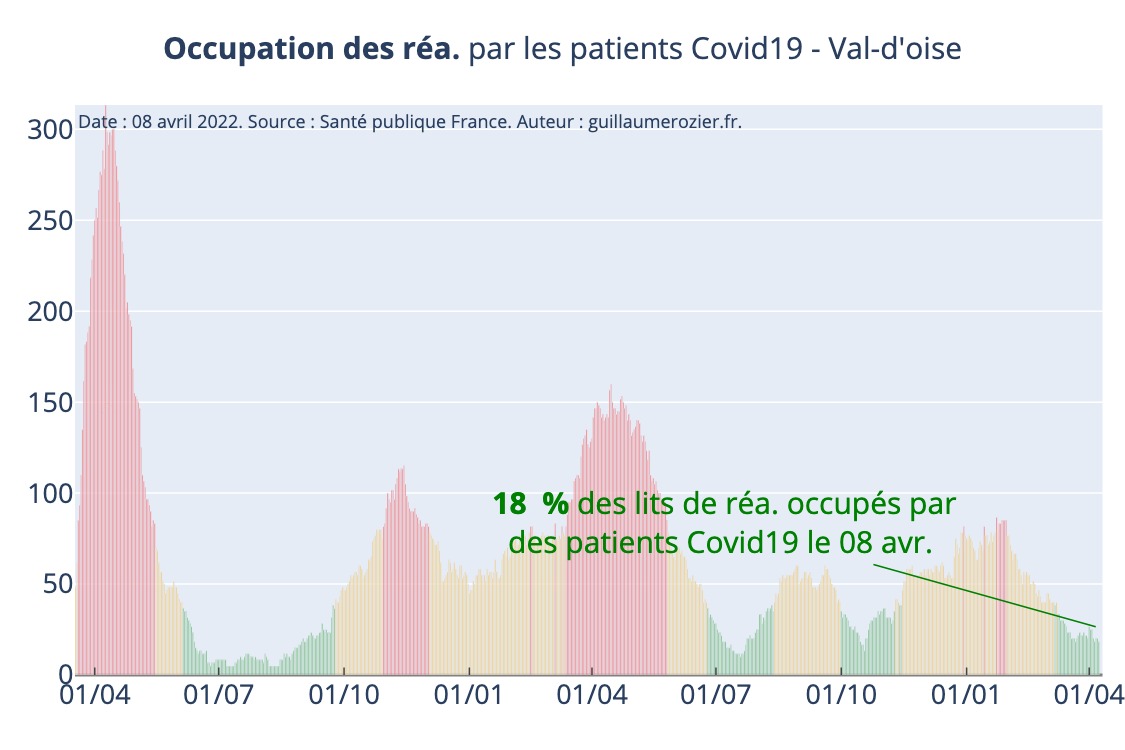 Occupation des réa. par les patients Covid19 - Val-d'oise
Date : 08 avril 2022. Source : Santé publique France. Auteur : guillaumerozier.fr.
300
250
200
150
100
50
0
18 % des lits de réa. occupés par
des patients Covid19 le 08 avr.
01/04 01/07 01/10 01/01 01/04 01/07 01/10 01/01 01/04